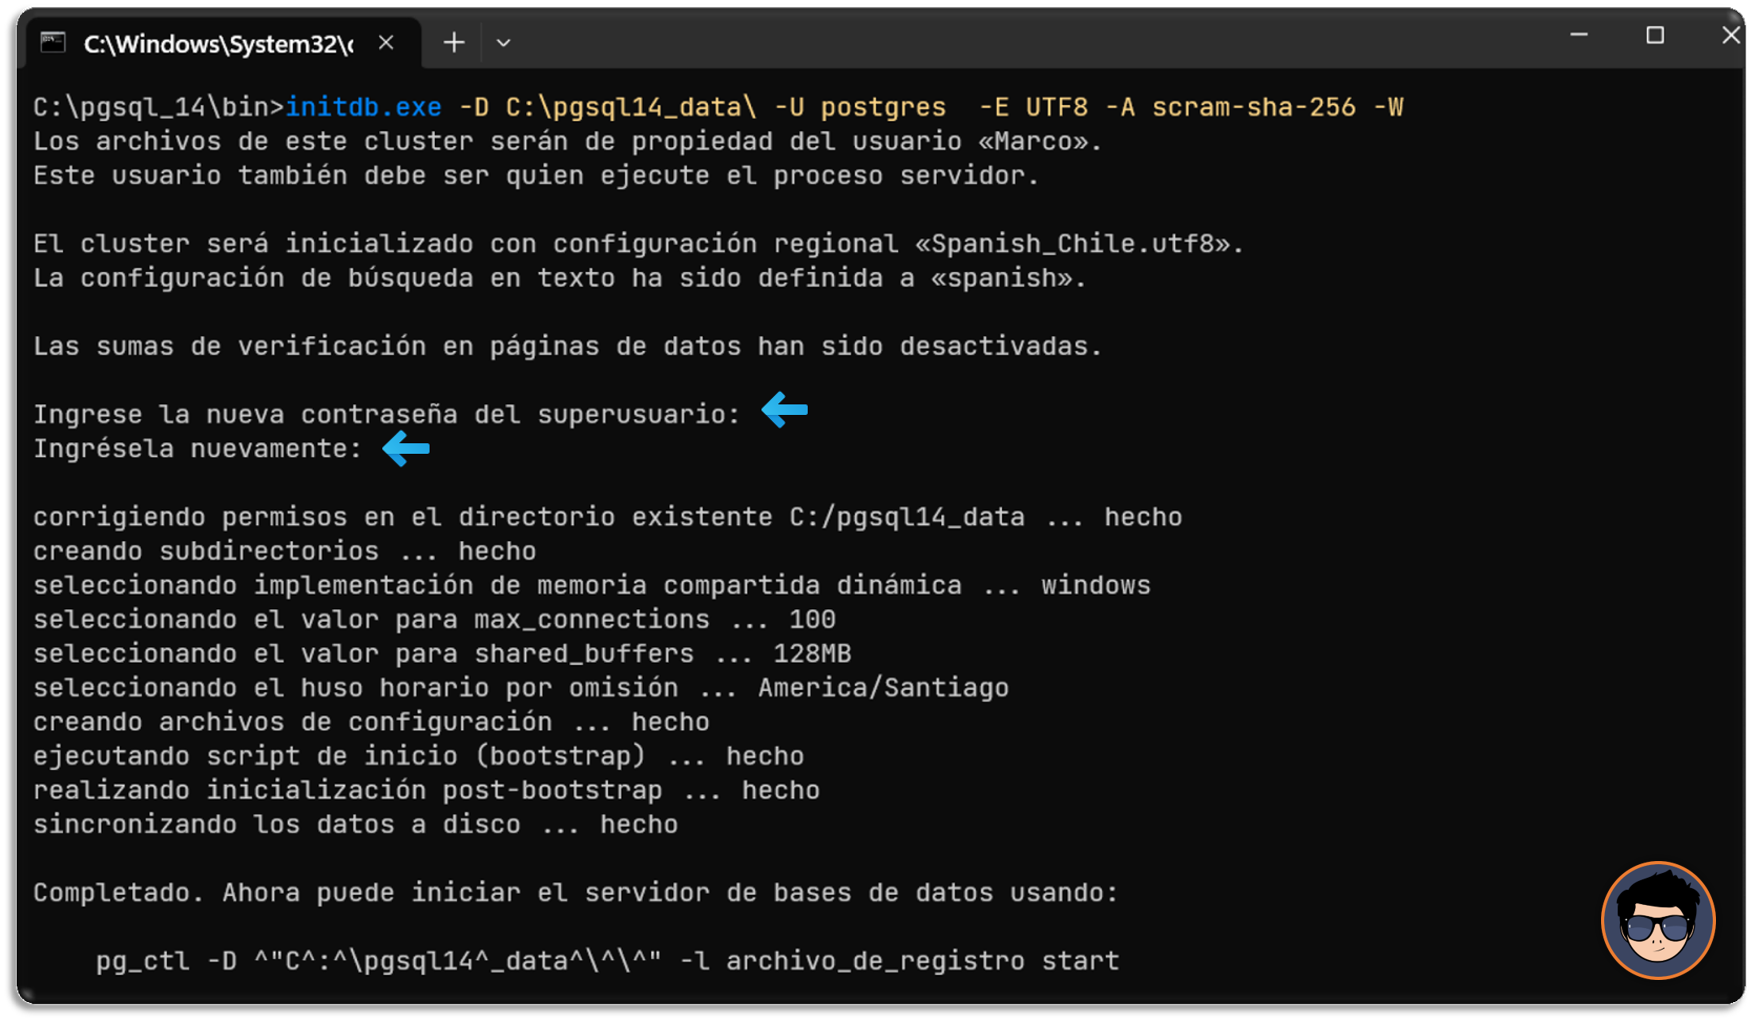 C:\Windows\System32\c
C:\pgsql_14\bin>initdb.exe -D C:\pgsql14_data\ -U postgres  -E UTF8 -A scram-sha-256 -W
Los archivos de este cluster serán de propiedad del usuario «Marco».
Este usuario también debe ser quien ejecute el proceso servidor.
El cluster será inicializado con configuración regional «Spanish_Chile.utf8».
La configuración de búsqueda en texto ha sido definida a «spanish».
Las sumas de verificación en páginas de datos han sido desactivadas.
Ingrese la nueva contraseña del superusuario:
Ingrésela nuevamente:
corrigiendo permisos en el directorio existente C:/pgsql14_data ... hecho
creando subdirectorios ... hecho
seleccionando implementación de memoria compartida dinámica ... windows
seleccionando el valor para max_connections ... 100
seleccionando el valor para shared_buffers ... 128MB
seleccionando el huso horario por omisión ... America/Santiago
creando archivos de configuración ... hecho
ejecutando script de inicio (bootstrap) ... hecho
realizando inicialización post-bootstrap ... hecho
sincronizando los datos a disco ... hecho
Completado. Ahora puede iniciar el servidor de bases de datos usando:
pg_ctl -D ^"C^:^\pgsql14^_data^\^\^" -l archivo_de_registro start